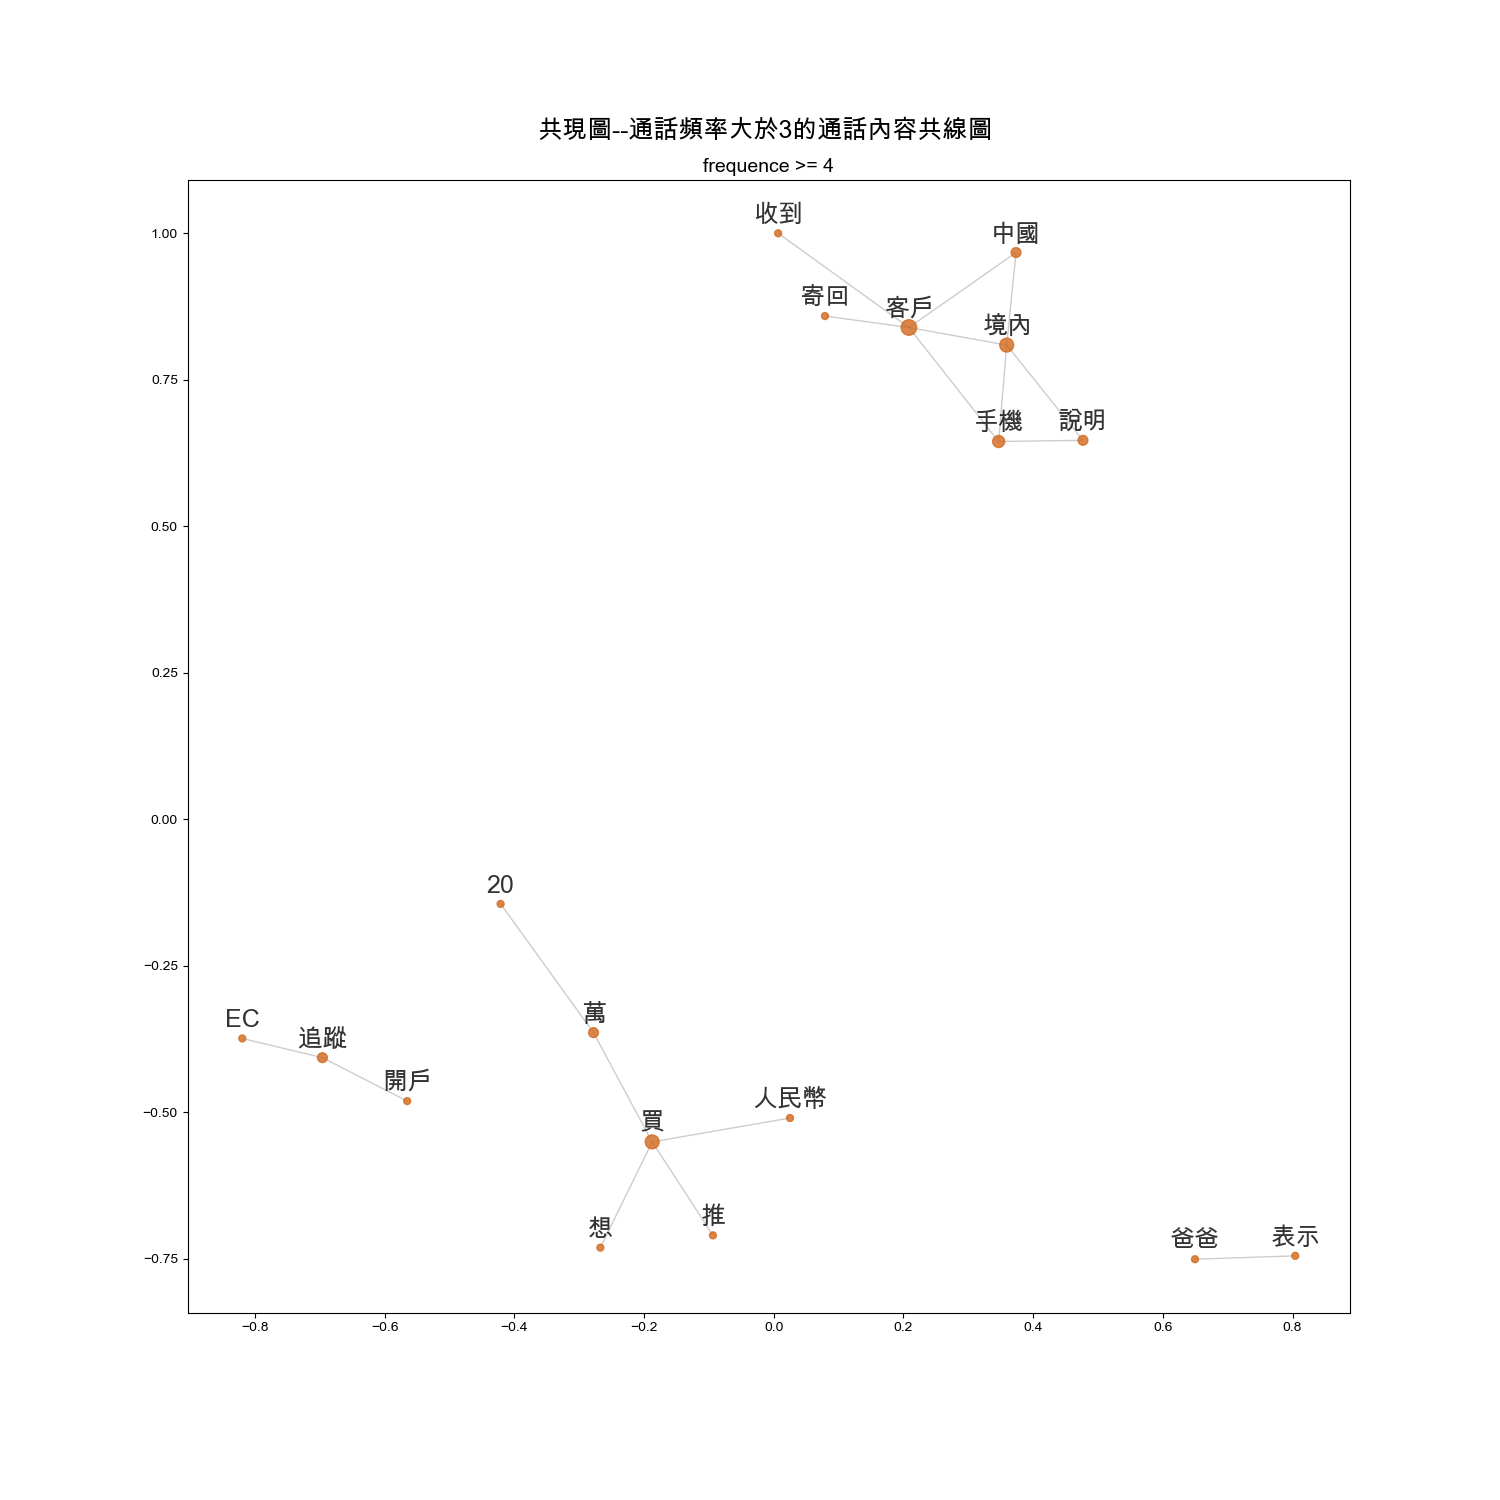 共現圖--通話頻率大於3的通話內容共線圖
frequence >= 4
收到
中國
寄回
客戶
境內
手機
說明
20
EC
追蹤
開戶
萬
買
人民幣
想
推
爸爸
表示
1.00
0.75
0.50
0.25
0.00
−0.25
−0.50
−0.75
−0.8 −0.6 −0.4 −0.2 0.0 0.2 0.4 0.6 0.8